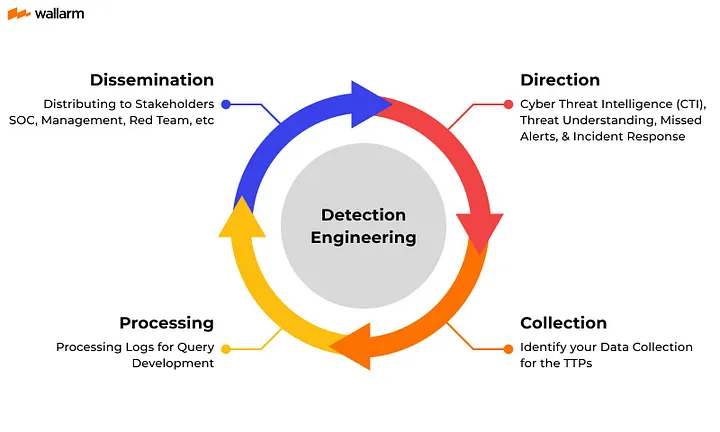 wallarm
Dissemination
Distributing to Stakeholders
SOC, Management, Red Team, etc
Direction
Cyber Threat Intelligence (CTI),
Threat Understanding, Missed
Alerts, & Incident Response
Detection
Engineering
Processing
Processing Logs for Query
Development
Collection
Identify your Data Collection
for the TTPs